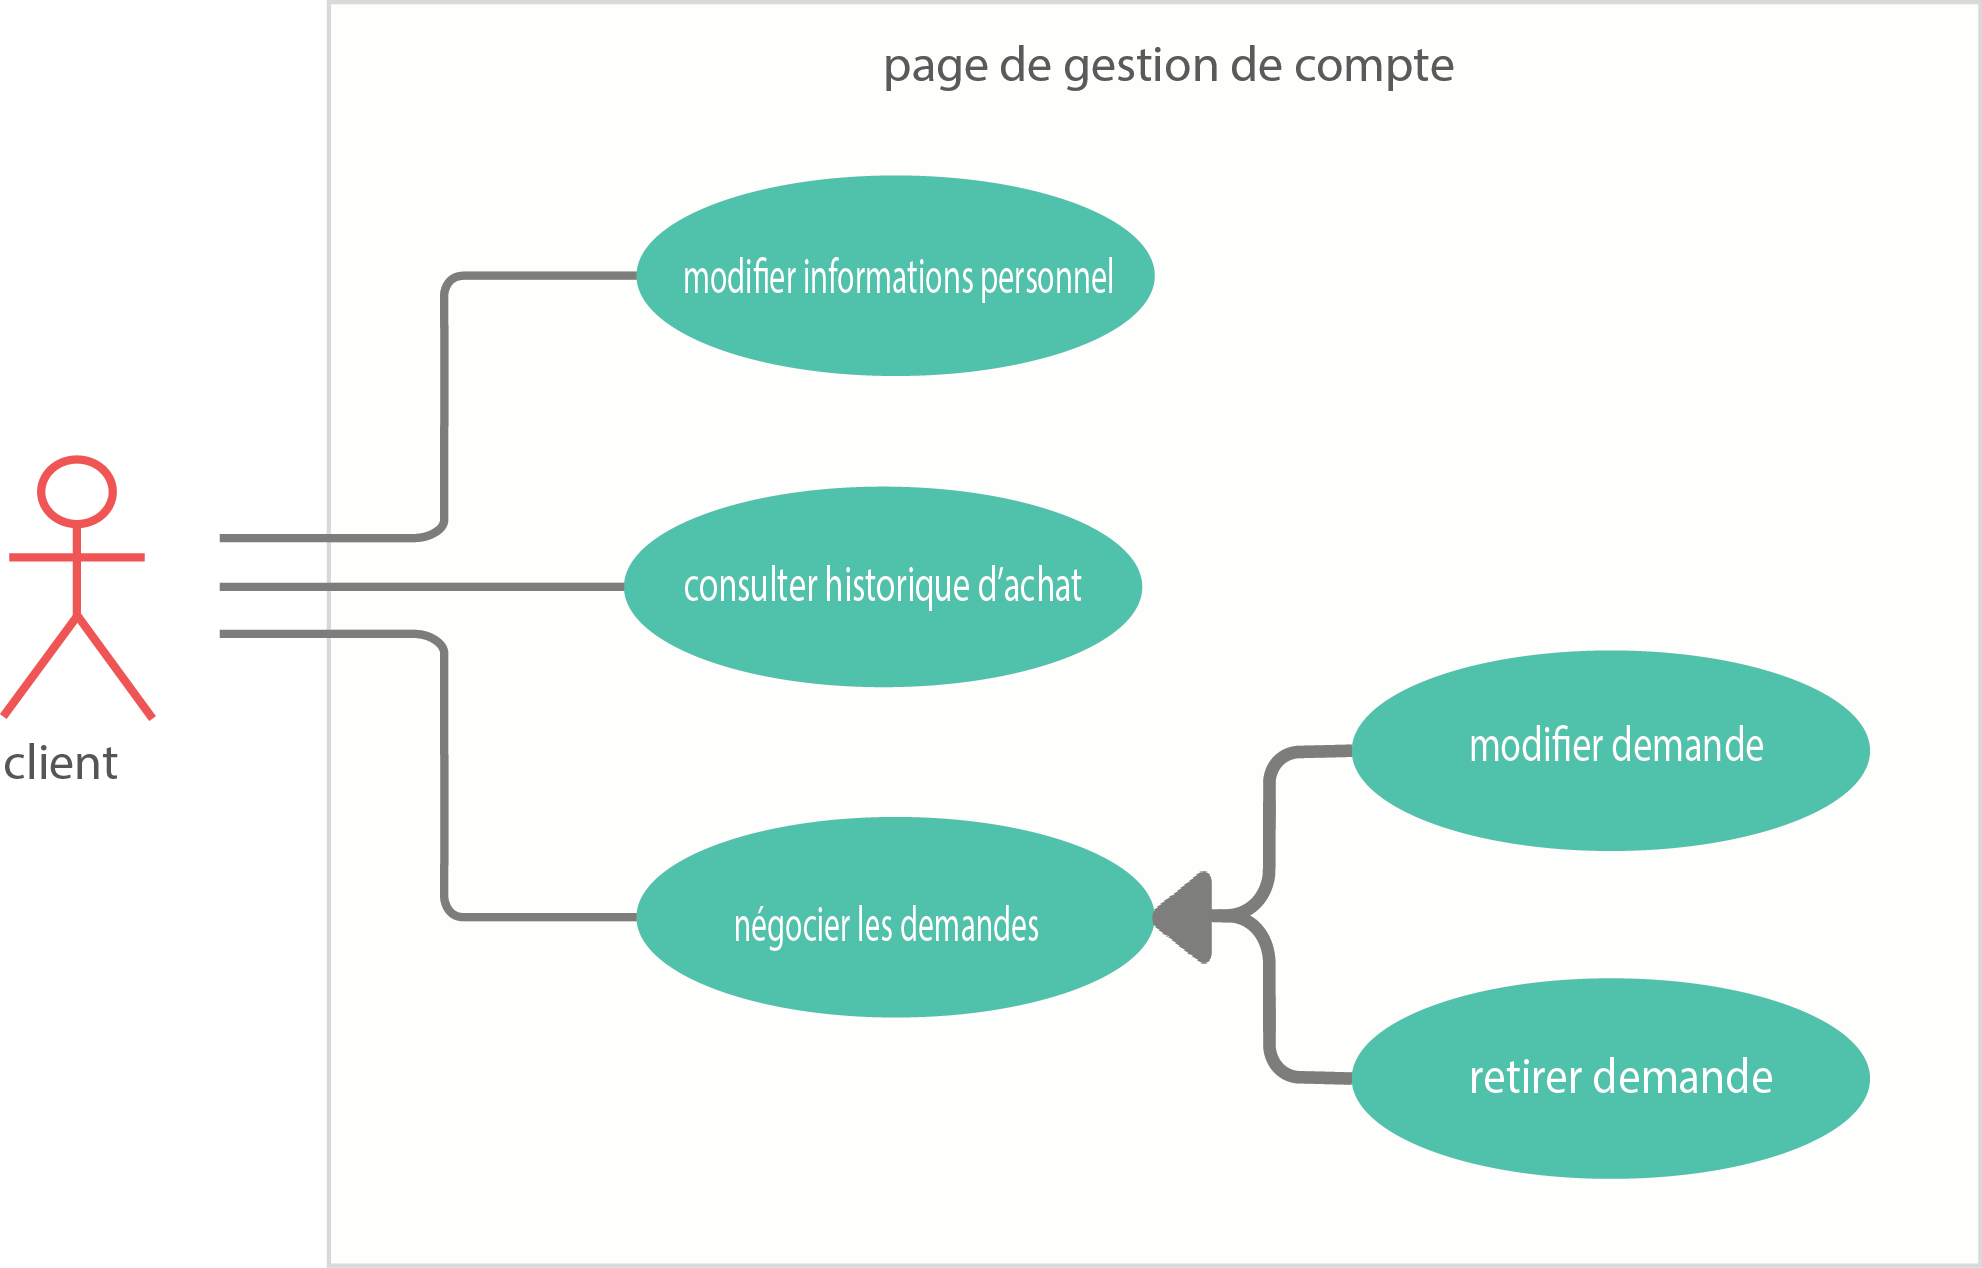 page de gestion de compte
modifier informations personnel
consulter historique d’achat
modifier demande
client
négocier les demandes
retirer demande